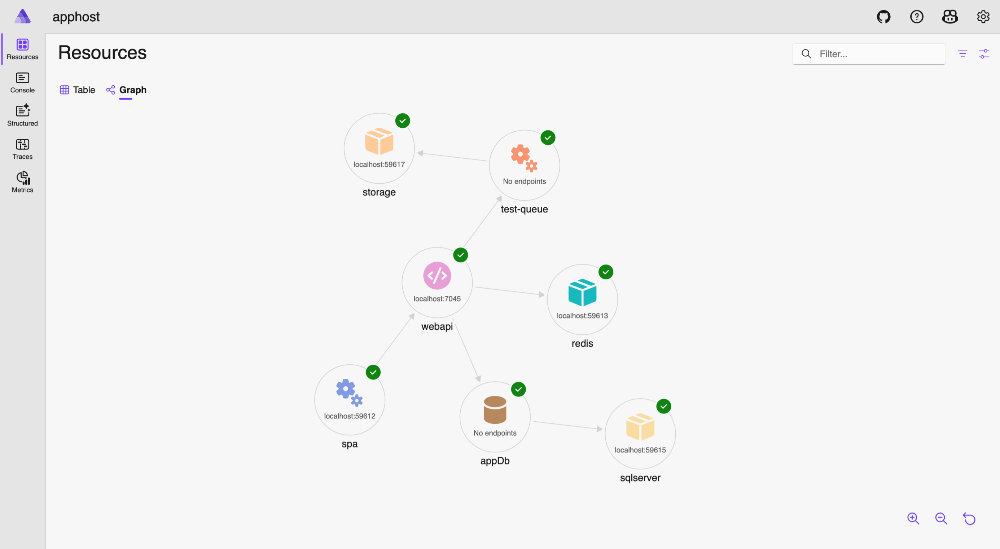 apphost
Resources
Console
Structured
Traces
Metrics
Resources
Filter...
Table
Graph
localhost:59617
storage
No endpoints
test-queue
localhost:7045
webapi
localhost:59613
redis
localhost:59612
spa
No endpoints
appDb
localhost:59615
sqlserver